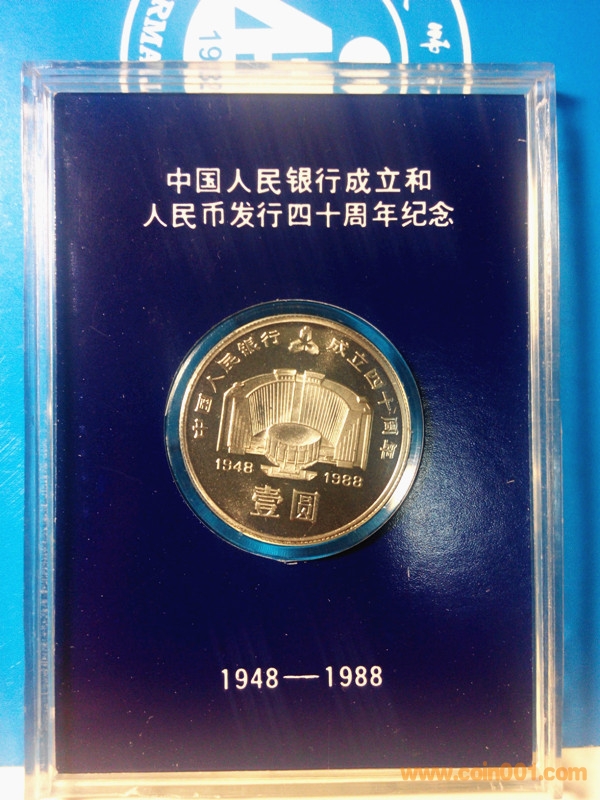 中国人民银行成立和
人民币发行四十周年纪念
中国人民银行 成立四十周年
1948 1988
壹圆
1948—1988
www.coin001.com